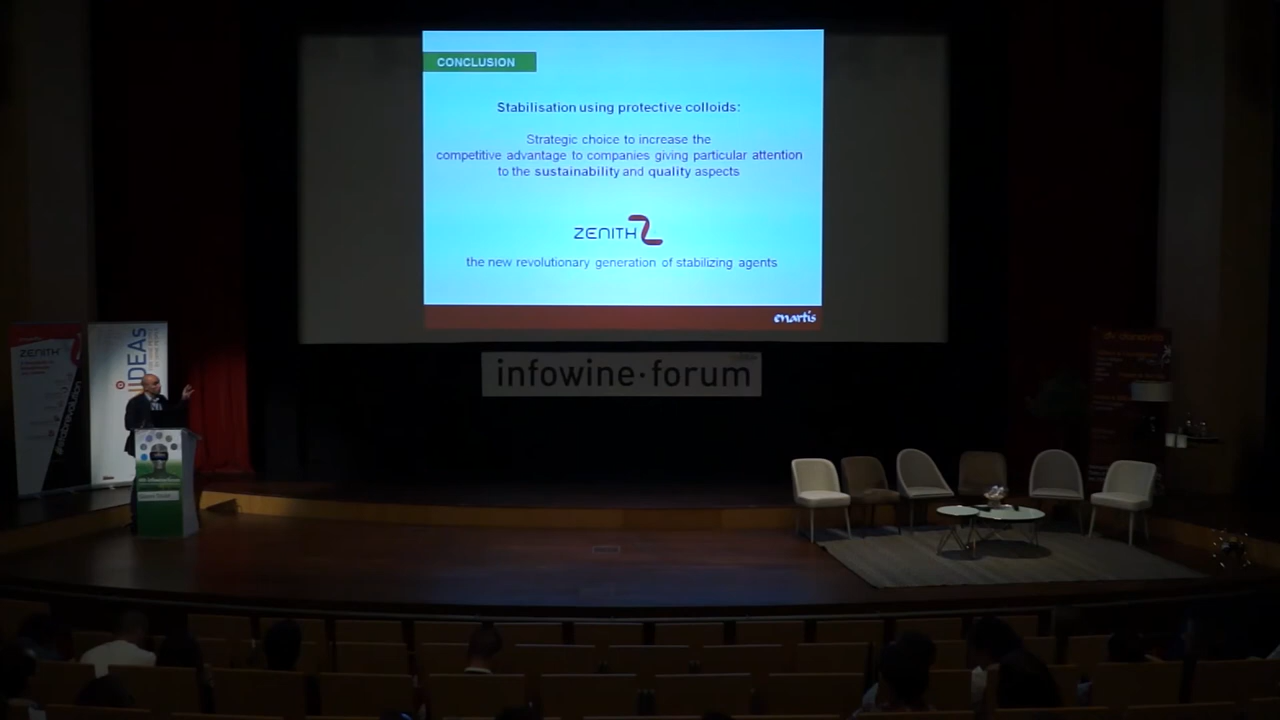 CONCLUSION
Stabilisation using protective colloids:
Strategic choice to increase the
competitive advantage to companies giving particular attention
to the sustainability and quality aspects
ZENITH
the new revolutionary generation of stabilizing agents
enartis
infowine·forum
ZENITH
#stabrevolution
IDEAS